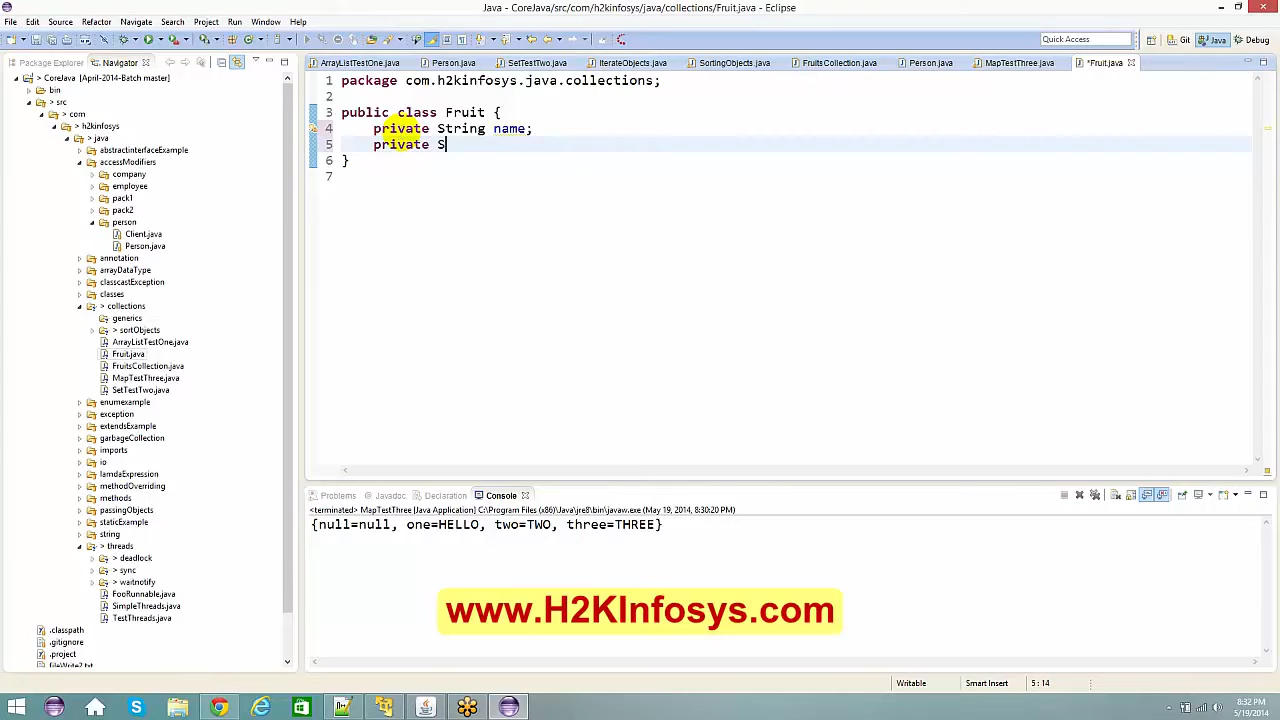 Java - CoreJava/src/com/h2kinfosys/java/collections/Fruit.java - Eclipse
File Edit Source Refactor Navigate Search Project Run Window Help
Quick Access Git Java Debug
Package Explorer Navigator
ArrayListTestOne.java Person.java SetTestTwo.java IterateObjects.java SortingObjects.java FruitsCollection.java Person.java MapTestThree.java *Fruit.java
> CoreJava [April-2014-Batch master]
bin
> src
> com
> h2kinfosys
> java
abstractinterfaceExample
accessModifiers
company
employee
pack1
pack2
person
Client.java
Person.java
annotation
arrayDataType
classcastException
classes
> collections
generics
> sortObjects
ArrayListTestOne.java
Fruit.java
FruitsCollection.java
MapTestThree.java
SetTestTwo.java
enumexample
exception
extendsExample
garbageCollection
imports
io
lamdaExpression
methodOverriding
methods
passingObjects
staticExample
string
> threads
> deadlock
> sync
> waitnotify
FooRunnable.java
SimpleThreads.java
TestThreads.java
.classpath
.gitignore
.project
fileWrite2.txt
1 package com.h2kinfosys.java.collections;
2
3 public class Fruit {
4 private String name;
5 private S
6 }
7
Problems Javadoc Declaration Console
<terminated> MapTestThree [Java Application] C:\Program Files (x86)\Java\jre8\bin\javaw.exe (May 19, 2014, 8:30:20 PM)
{null=null, one=HELLO, two=TWO, three=THREE}
www.H2KInfosys.com
Writable Smart Insert 5 : 14
8:32 PM
5/19/2014